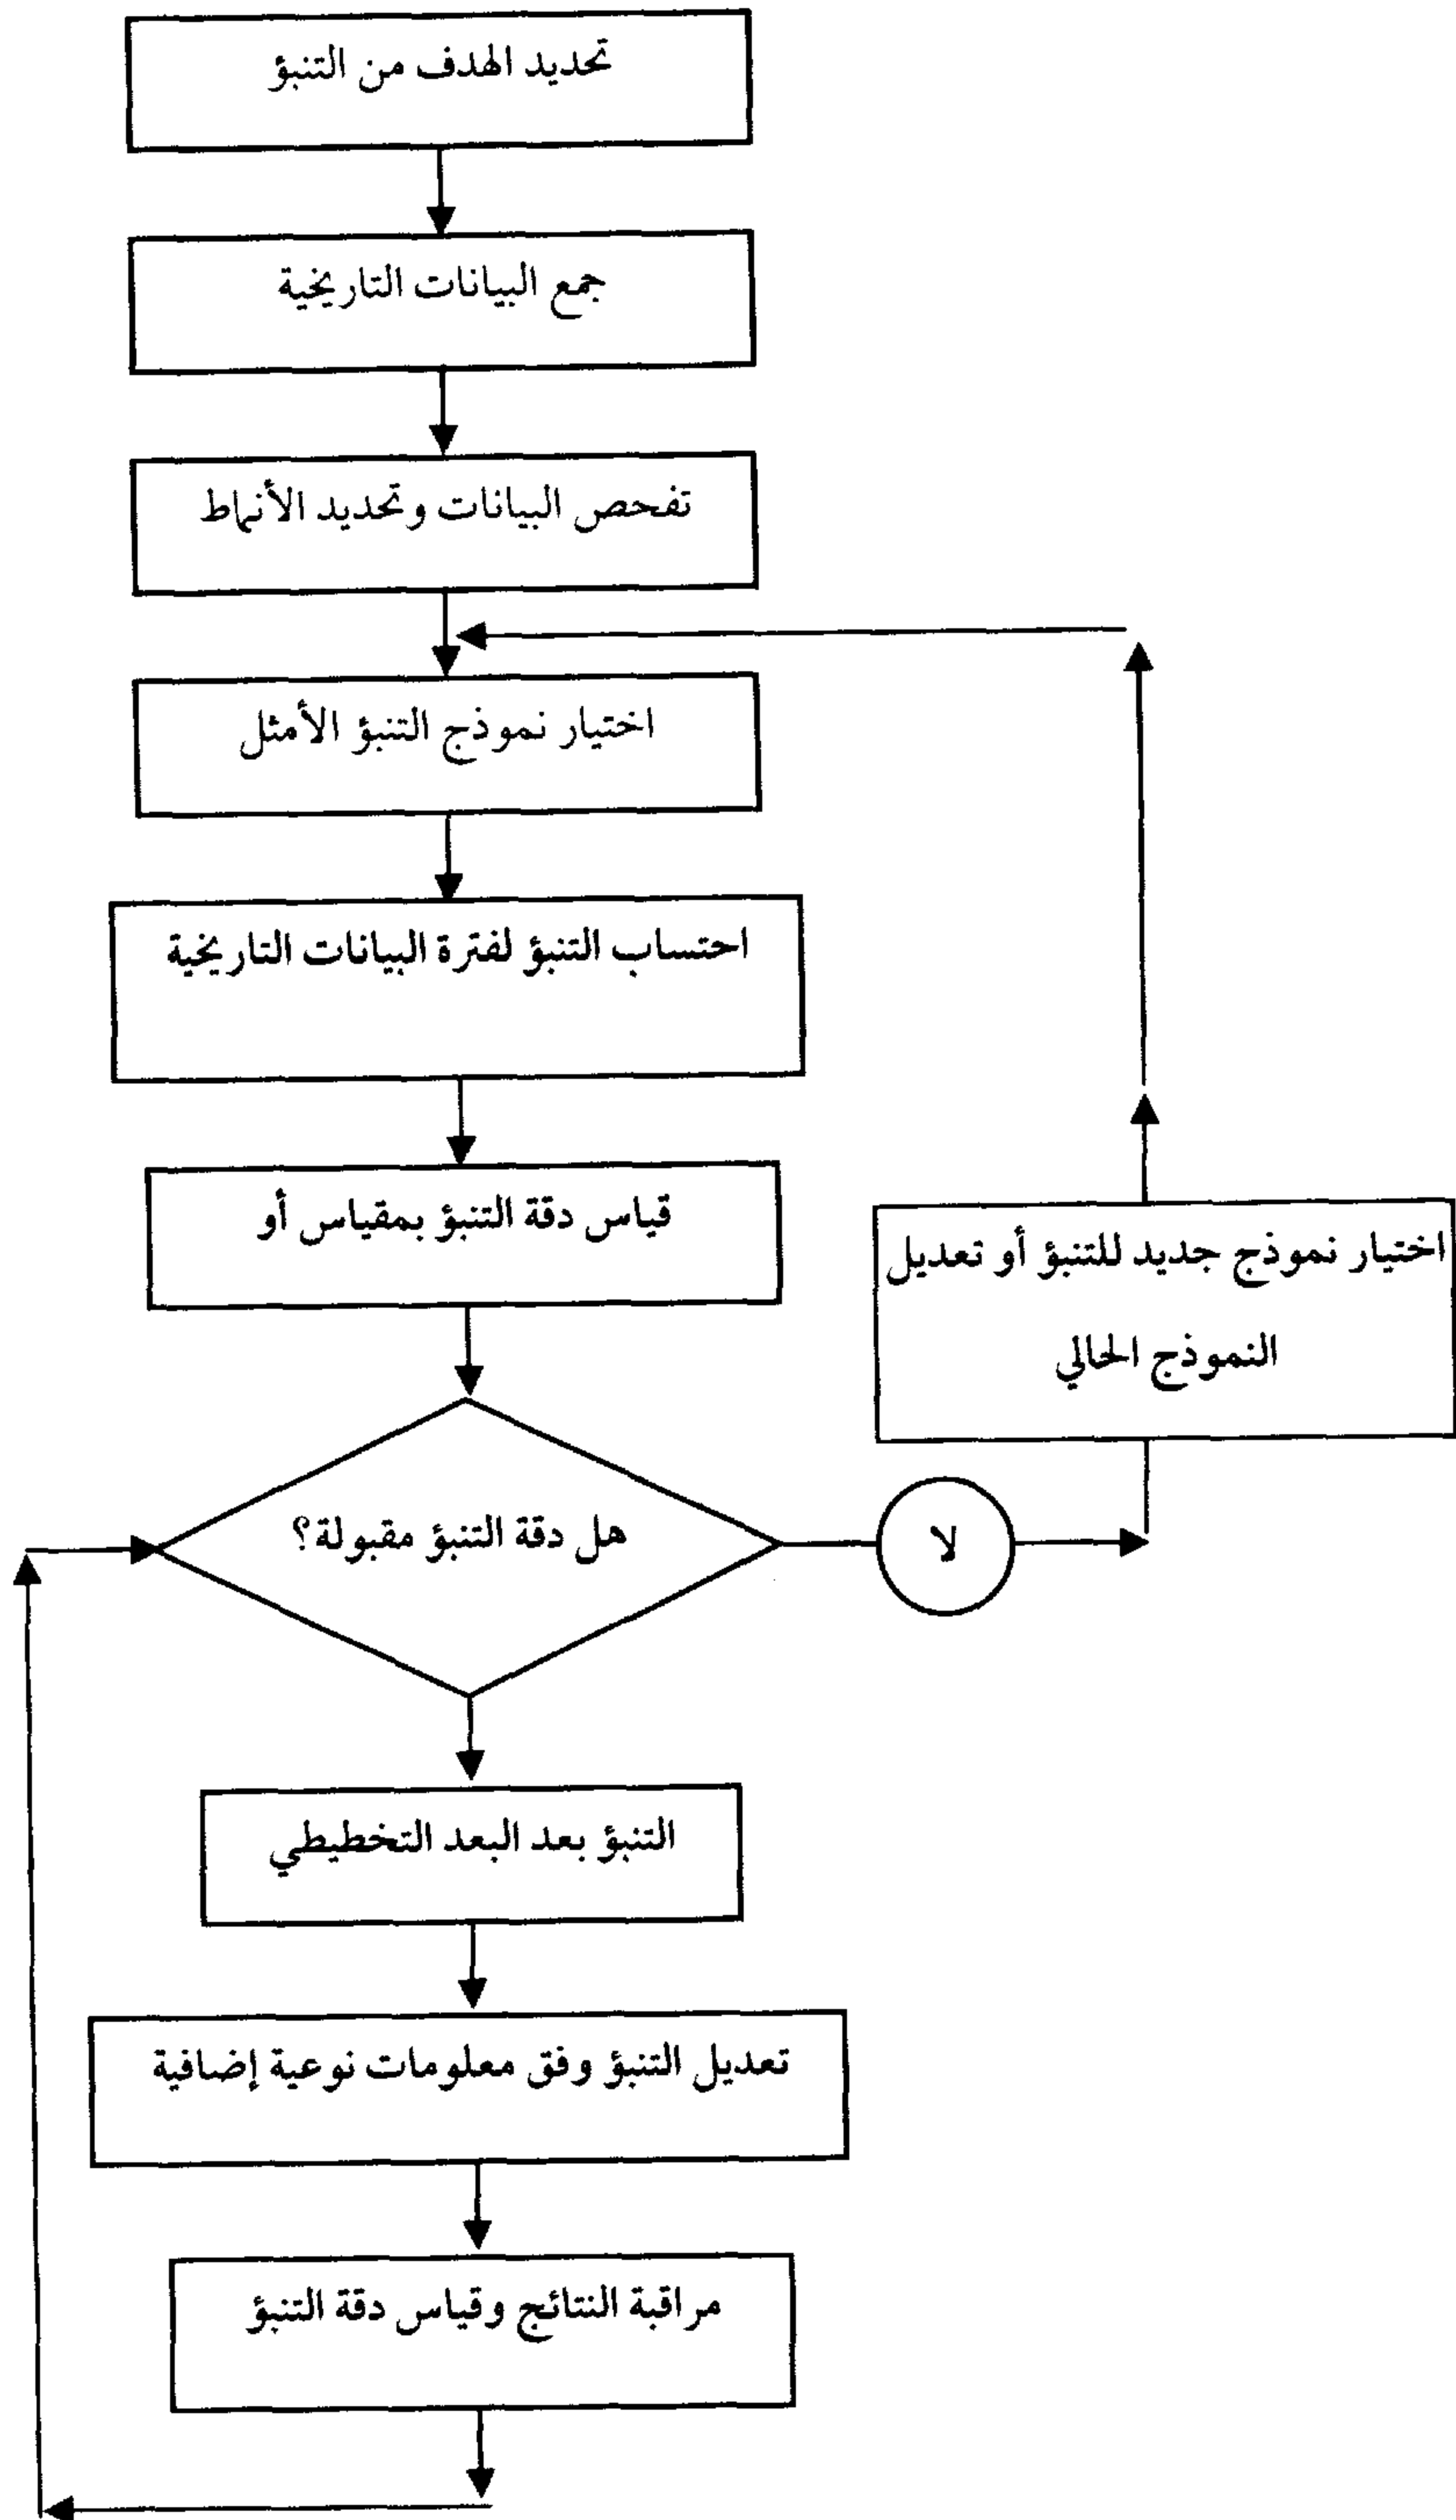 تحديد الهدف من التنبؤ
جمع البيانات التاريخية
تفحص البيانات وتحديد الأنماط
اختيار نموذج التنبؤ الأمثل
احتساب التنبؤ لفترة البيانات التاريخية
قياس دقة التنبؤ بمقياس أو
اختيار نموذج جديد للتنبؤ أو تعديل
النموذج الحالي
هل دقة التنبؤ مقبولة؟
لا
التنبؤ بعد البعد التخطيطي
تعديل التنبؤ وفق معلومات نوعية إضافية
مراقبة النتائج وقياس دقة التنبؤ